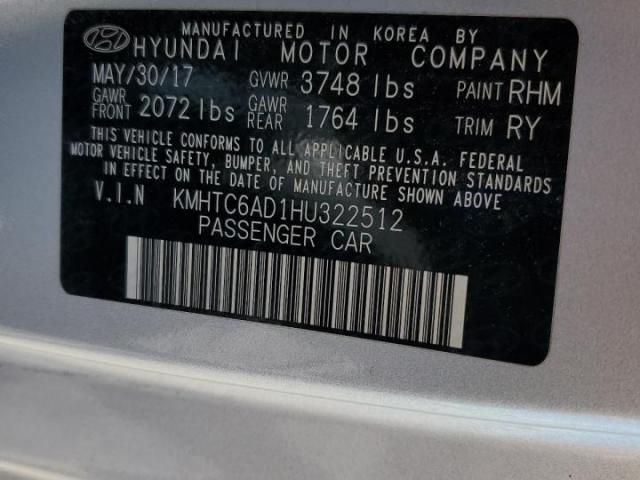 MANUFACTURED IN KOREA BY
HYUNDAI MOTOR COMPANY
MAY/30/17 GVWR 3748 lbs PAINT RHM
GAWR FRONT 2072 lbs GAWR REAR 1764 lbs TRIM RY
THIS VEHICLE CONFORMS TO ALL APPLICABLE U.S.A. FEDERAL
MOTOR VEHICLE SAFETY, BUMPER, AND THEFT PREVENTION STANDARDS
IN EFFECT ON THE DATE OF MANUFACTURE SHOWN ABOVE.
V.I.N KMHTC6AD1HU322512
PASSENGER CAR